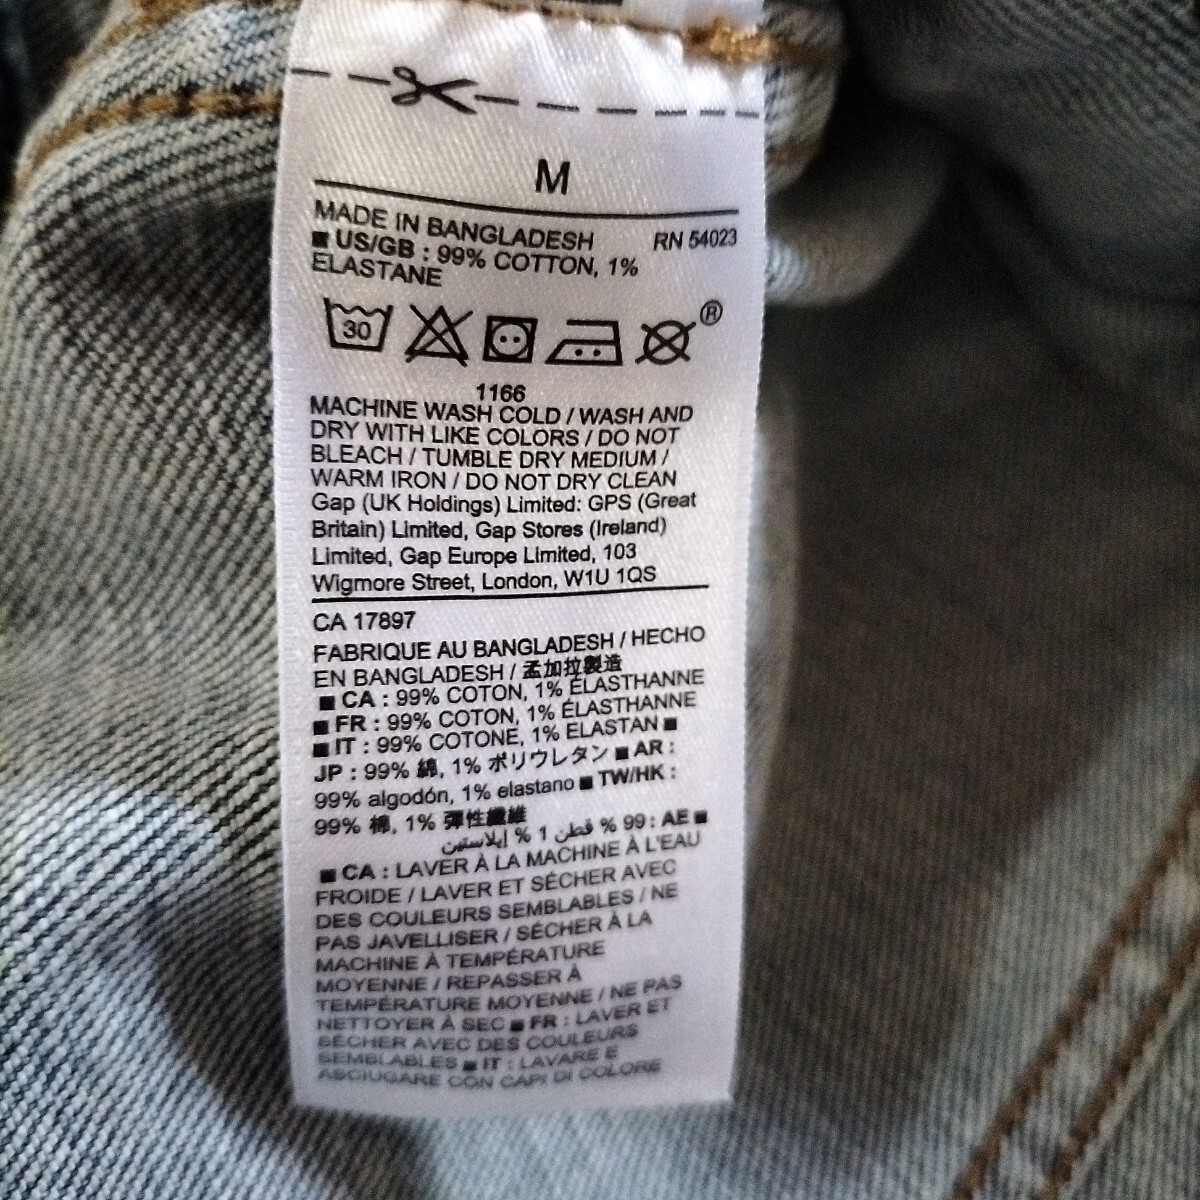 M
MADE IN BANGLADESH RN 54023
■ US/GB : 99% COTTON, 1%
ELASTANE
30
®
1166
MACHINE WASH COLD / WASH AND
DRY WITH LIKE COLORS / DO NOT
BLEACH / TUMBLE DRY MEDIUM /
WARM IRON / DO NOT DRY CLEAN
Gap (UK Holdings) Limited: GPS (Great
Britain) Limited, Gap Stores (Ireland)
Limited, Gap Europe Limited, 103
Wigmore Street, London, W1U 1QS
CA 17897
FABRIQUE AU BANGLADESH / HECHO
EN BANGLADESH / 孟加拉製造
■ CA : 99% COTON, 1% ÉLASTHANNE
■ FR : 99% COTON, 1% ÉLASTHANNE
■ IT : 99% COTONE, 1% ELASTAN ■
JP : 99% 綿, 1% ポリウレタン ■ AR :
99% algodón, 1% elastano ■ TW/HK :
99% 棉, 1% 彈性纖維
■ AE : 99 % قطن 1 % إيلاستين
■ CA : LAVER À LA MACHINE À L'EAU
FROIDE / LAVER ET SÉCHER AVEC
DES COULEURS SEMBLABLES / NE
PAS JAVELLISER / SÉCHER À LA
MACHINE À TEMPÉRATURE
MOYENNE / REPASSER À
TEMPÉRATURE MOYENNE / NE PAS
NETTOYER À SEC ■ FR : LAVER ET
SÉCHER AVEC DES COULEURS
SEMBLABLES ■ IT : LAVARE E
ASCIUGARE CON CAPI DI COLORE